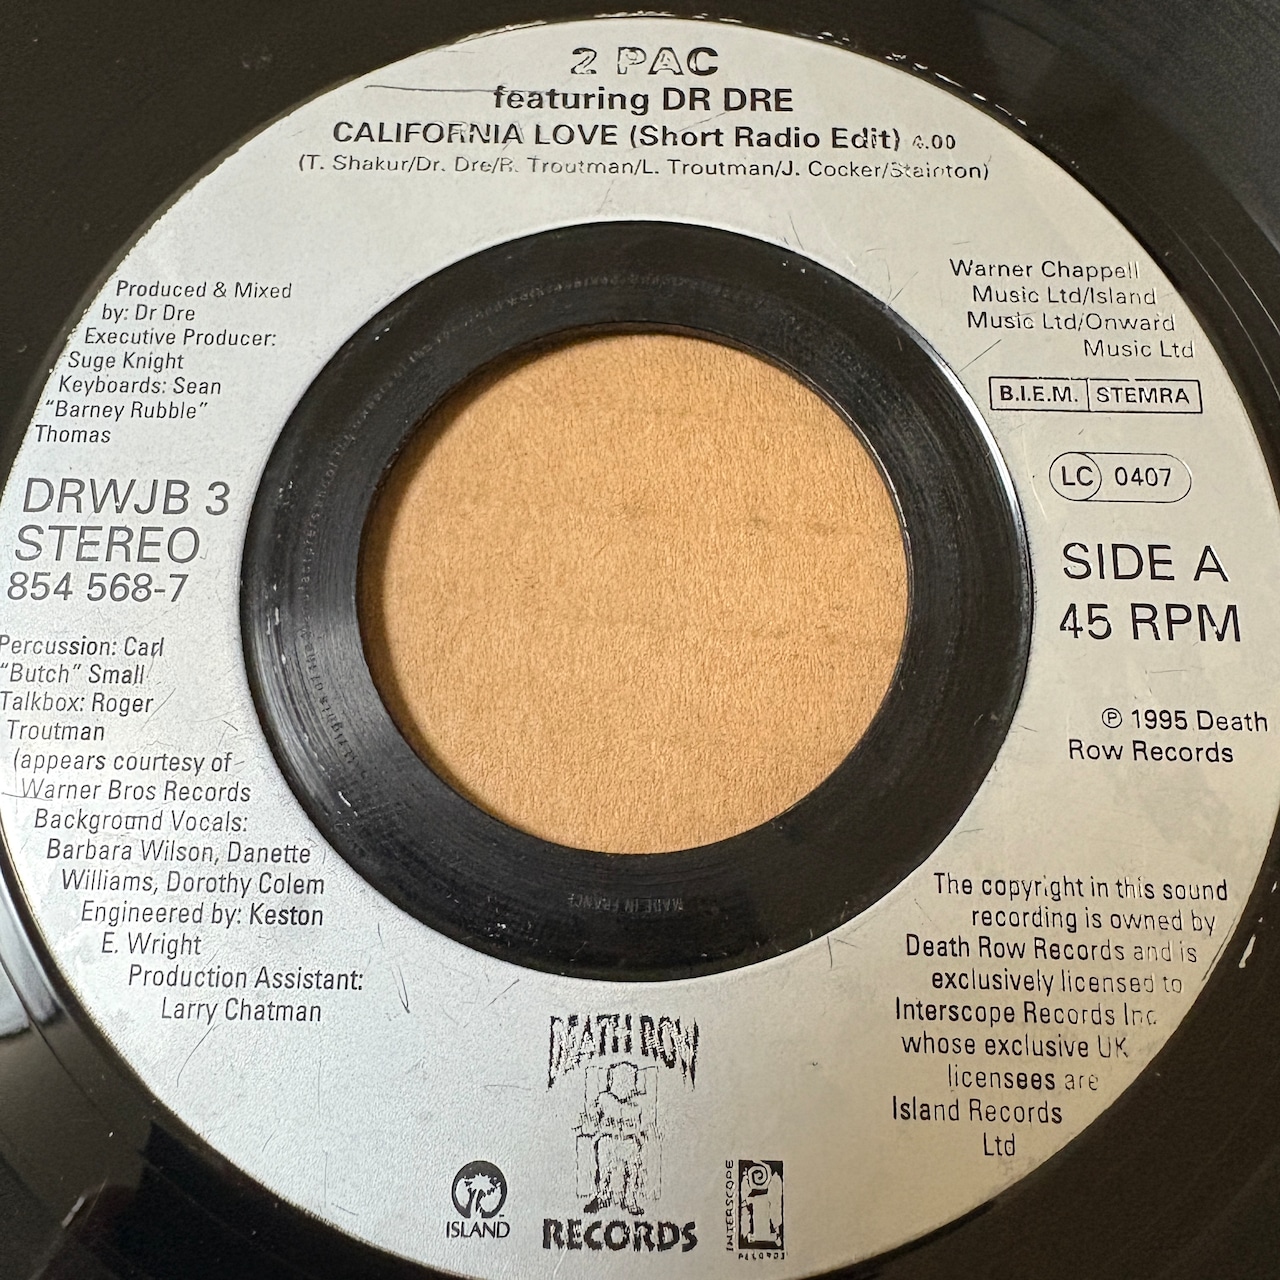 2 PAC
featuring DR DRE
CALIFORNIA LOVE (Short Radio Edit) 4.00
(T. Shakur/Dr. Dre/R. Troutman/L. Troutman/J. Cocker/Stainton)
Produced & Mixed
by: Dr Dre
Executive Producer:
Suge Knight
Keyboards: Sean
"Barney Rubble"
Thomas
DRWJB 3
STEREO
854 568-7
Percussion: Carl
"Butch" Small
Talkbox: Roger
Troutman
(appears courtesy of
Warner Bros Records
Background Vocals:
Barbara Wilson, Danette
Williams, Dorothy Colem
Engineered by: Keston
E. Wright
Production Assistant:
Larry Chatman
Warner Chappell
Music Ltd/Island
Music Ltd/Onward
Music Ltd
B.I.E.M. STEMRA
LC 0407
SIDE A
45 RPM
℗ 1995 Death
Row Records
The copyright in this sound
recording is owned by
Death Row Records and is
exclusively licensed to
Interscope Records Inc.
whose exclusive UK
licensees are
Island Records
Ltd
MADE IN FRANCE
DEATH ROW
RECORDS
ISLAND
INTERSCOPE
RECORDS